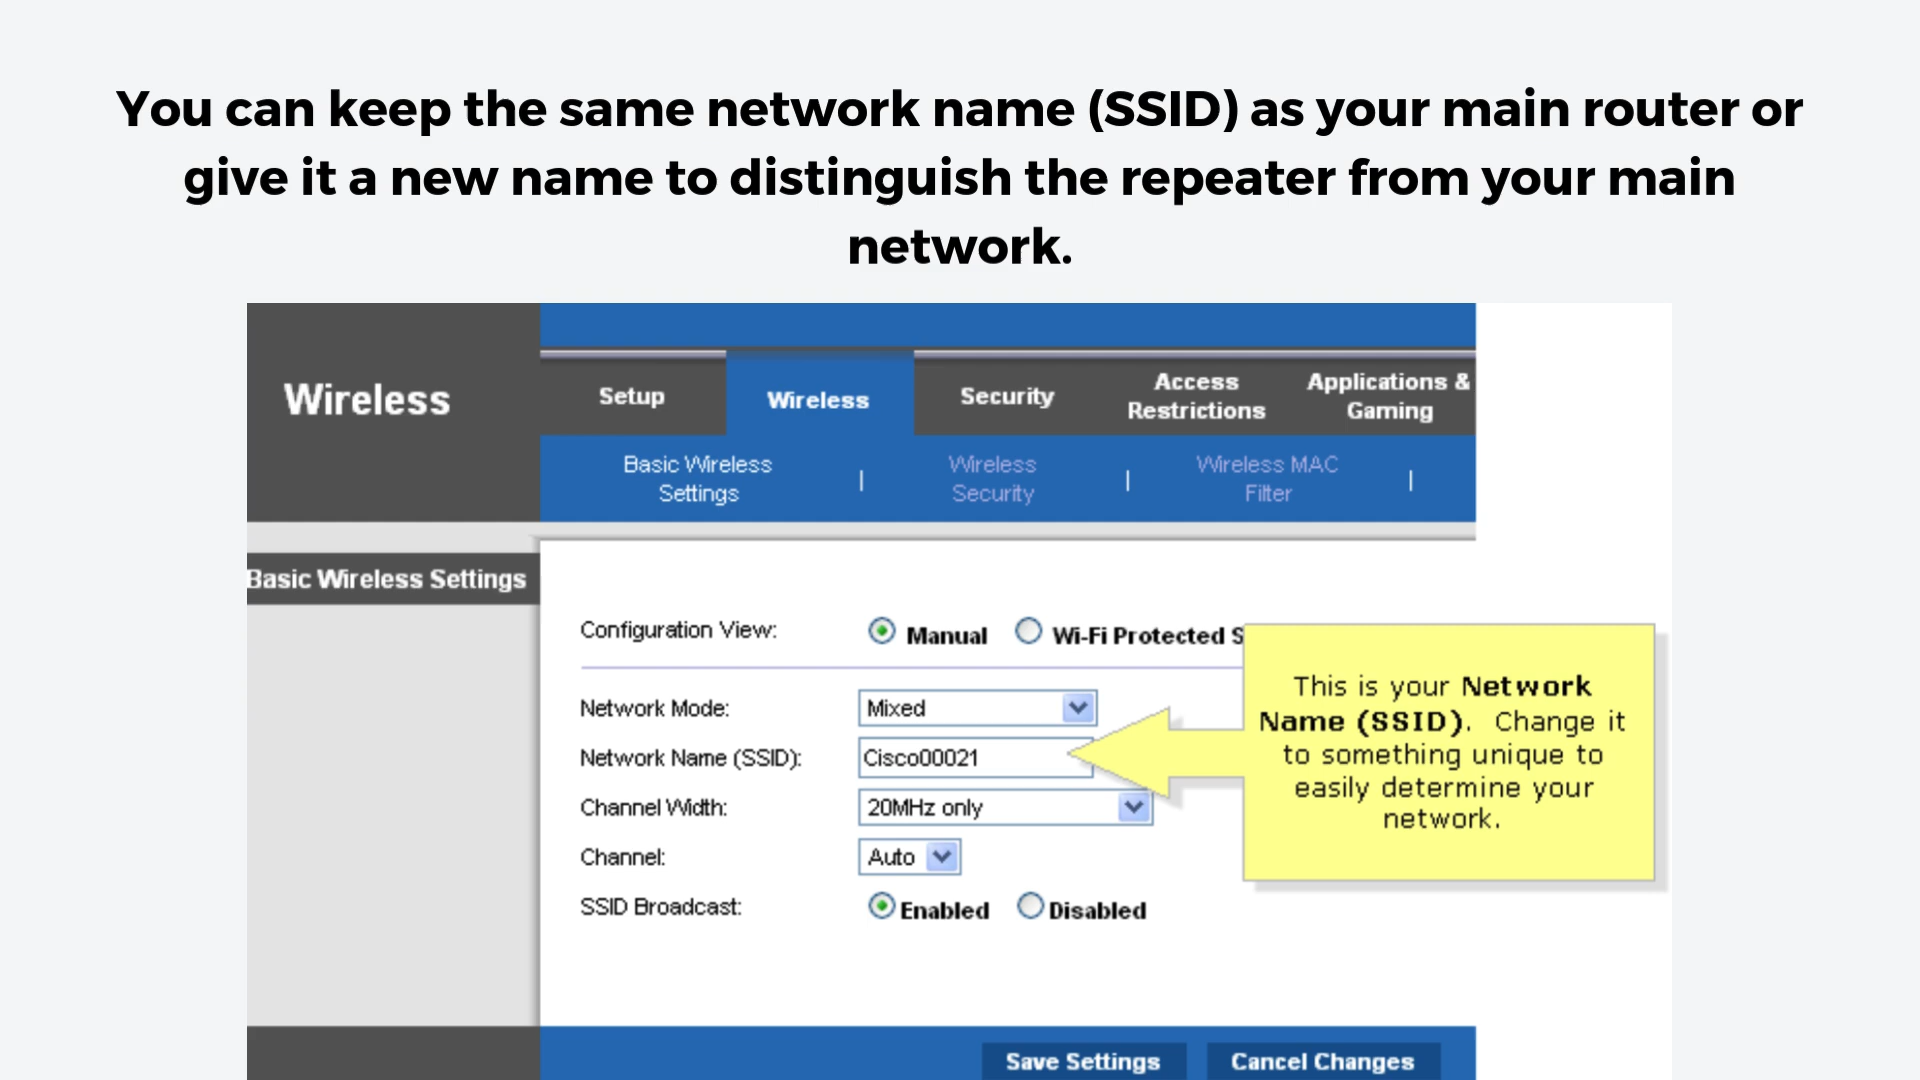 You can keep the same network name (SSID) as your main router or
give it a new name to distinguish the repeater from your main
network.
Wireless
Setup
Wireless
Security
Access
Restrictions
Applications &
Gaming
Basic Wireless
Settings
|
Wireless
Security
|
Wireless MAC
Filter
|
Basic Wireless Settings
Configuration View: Manual Wi-Fi Protected S
Network Mode: Mixed
Network Name (SSID): Cisco00021
Channel Width: 20MHz only
Channel: Auto
SSID Broadcast: Enabled Disabled
This is your Network
Name (SSID). Change it
to something unique to
easily determine your
network.
Save Settings Cancel Changes